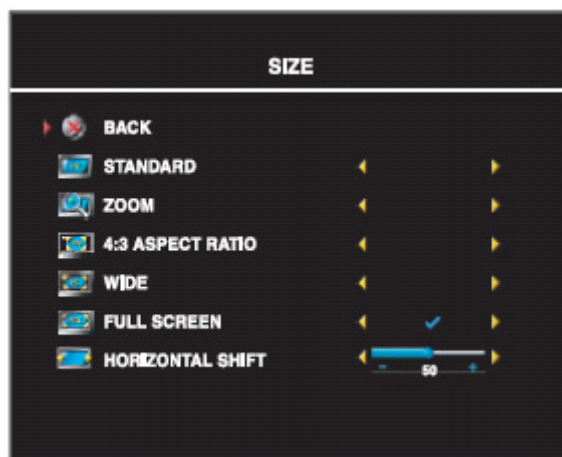 SIZE
BACK
STANDARD
ZOOM
4:3 ASPECT RATIO
WIDE
FULL SCREEN
HORIZONTAL SHIFT
- 50 +